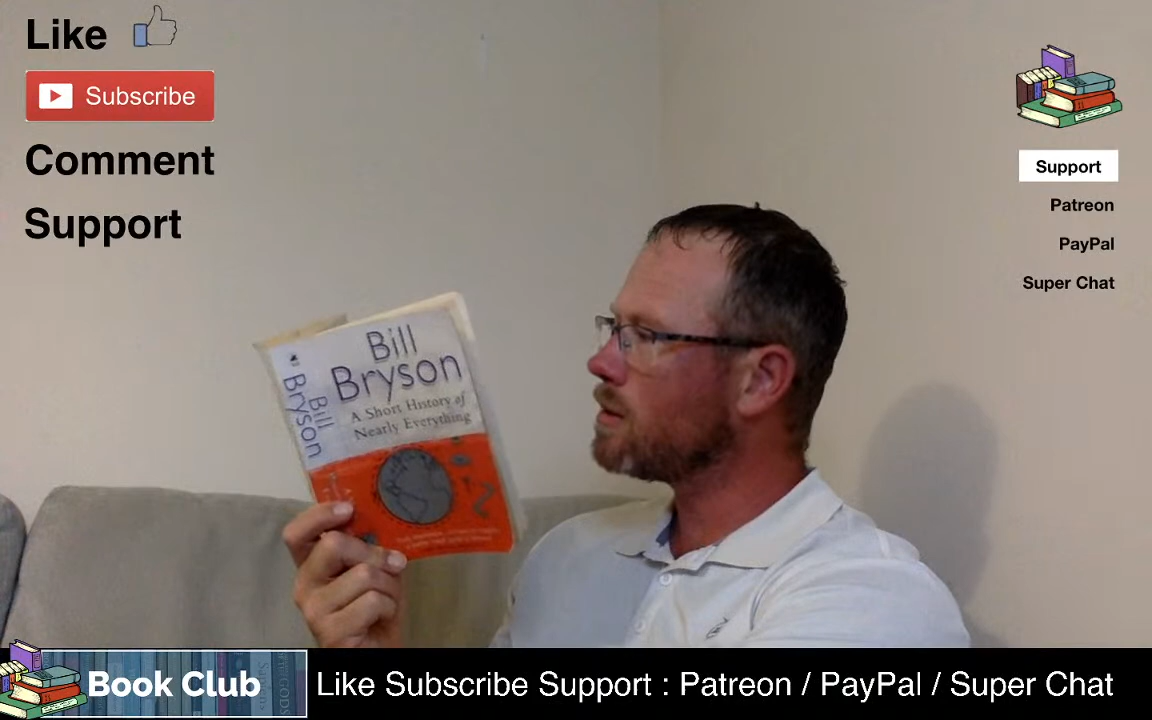 Like
Subscribe
Comment
Support
Support
Patreon
PayPal
Super Chat
Bill
Bryson
A Short History of
Nearly Everything
Bill
Bryson
Book Club
Like Subscribe Support : Patreon / PayPal / Super Chat